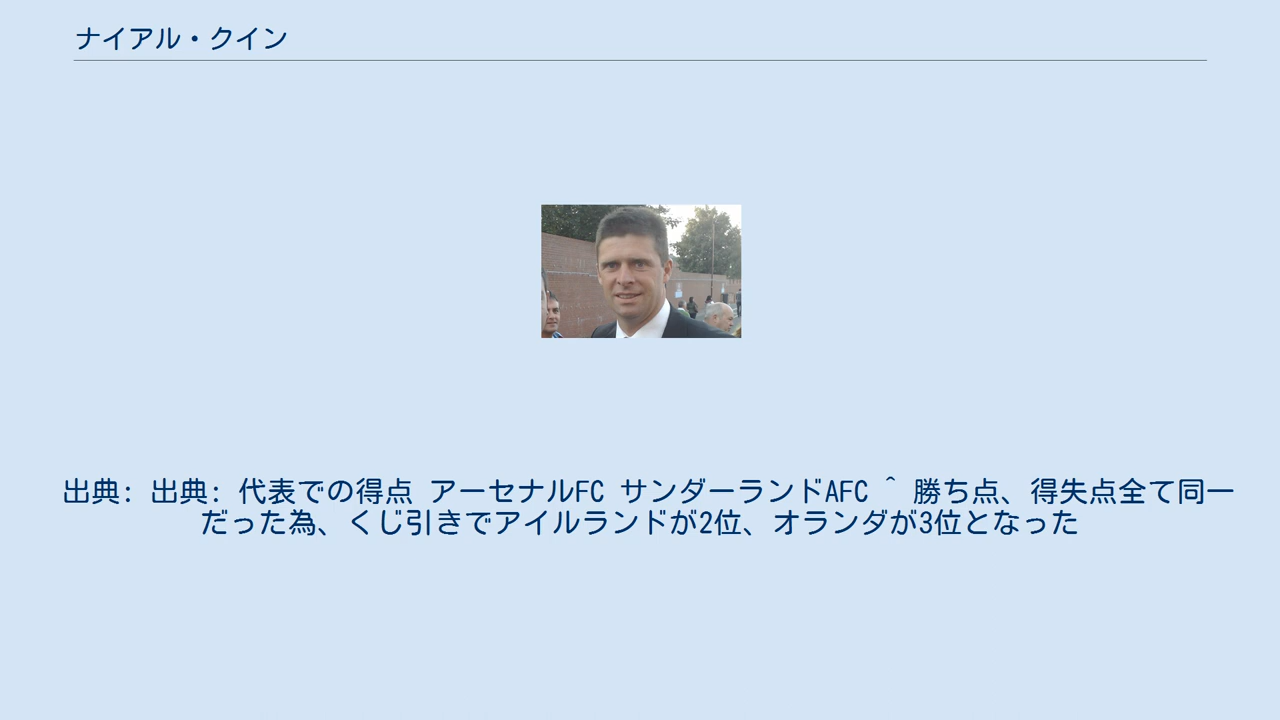 ナイアル・クイン
出典: 出典: 代表での得点 アーセナルFC サンダーランドAFC ^ 勝ち点、得失点全て同一
だった為、くじ引きでアイルランドが2位、オランダが3位となった